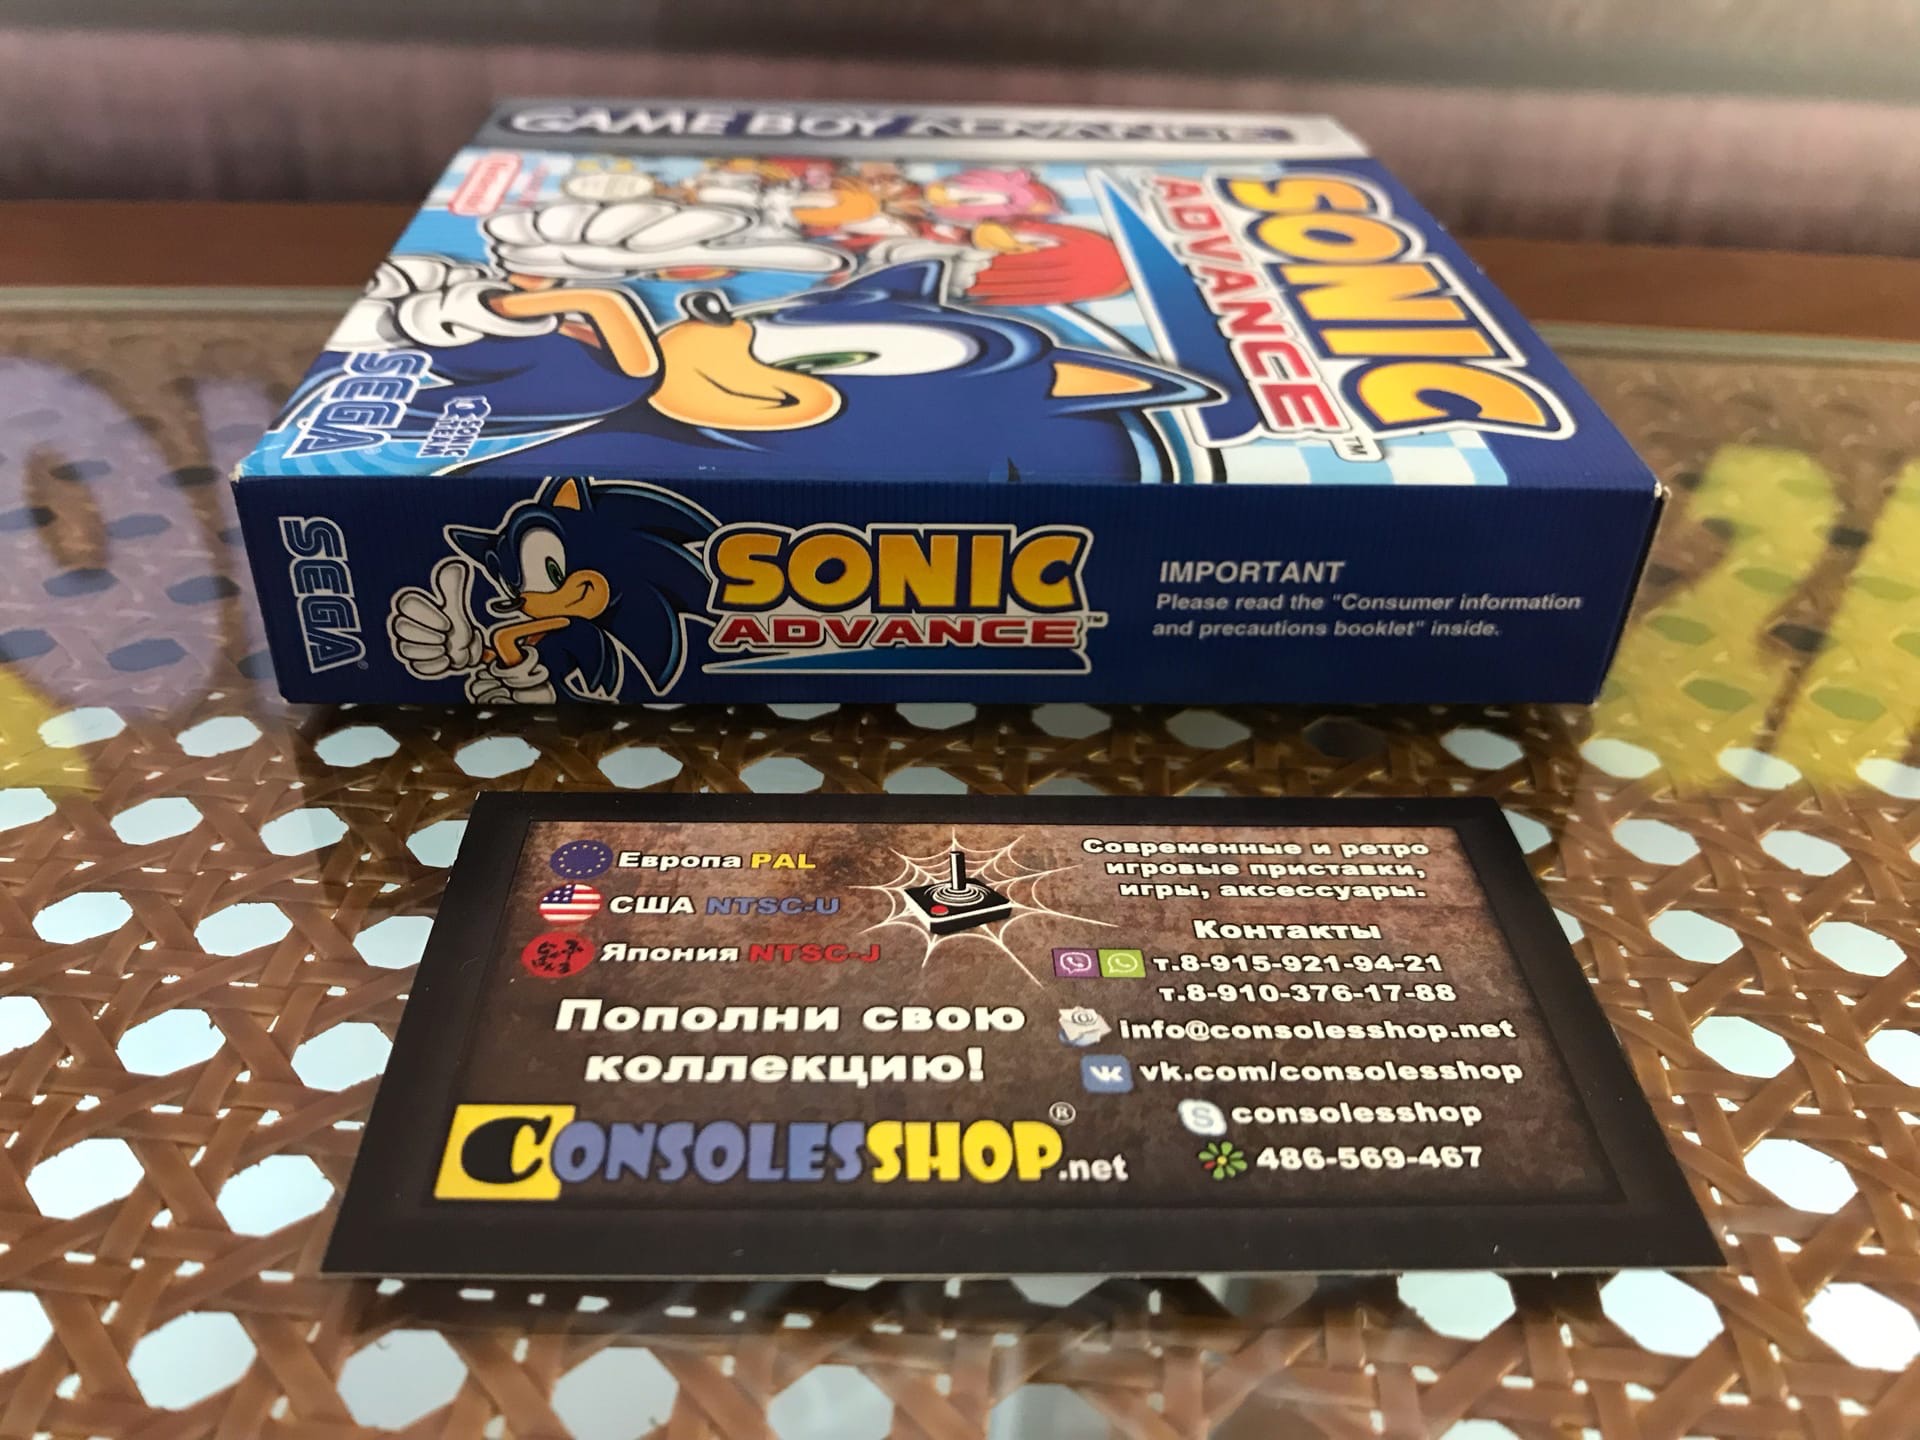 GAME BOY ADVANCE
Nintendo
SONIC
ADVANCE™
SEGA®
SONIC
TEAM
SEGA®
SONIC
ADVANCE™
IMPORTANT
Please read the "Consumer information
and precautions booklet" inside.
Европа PAL
США NTSC-U
Япония NTSC-J
Пополни свою
коллекцию!
CONSOLESSHOP®.net
Современные и ретро
игровые приставки,
игры, аксессуары.
Контакты
т.8-915-921-94-21
т.8-910-376-17-88
info@consolesshop.net
vk.com/consolesshop
consolesshop
486-569-467